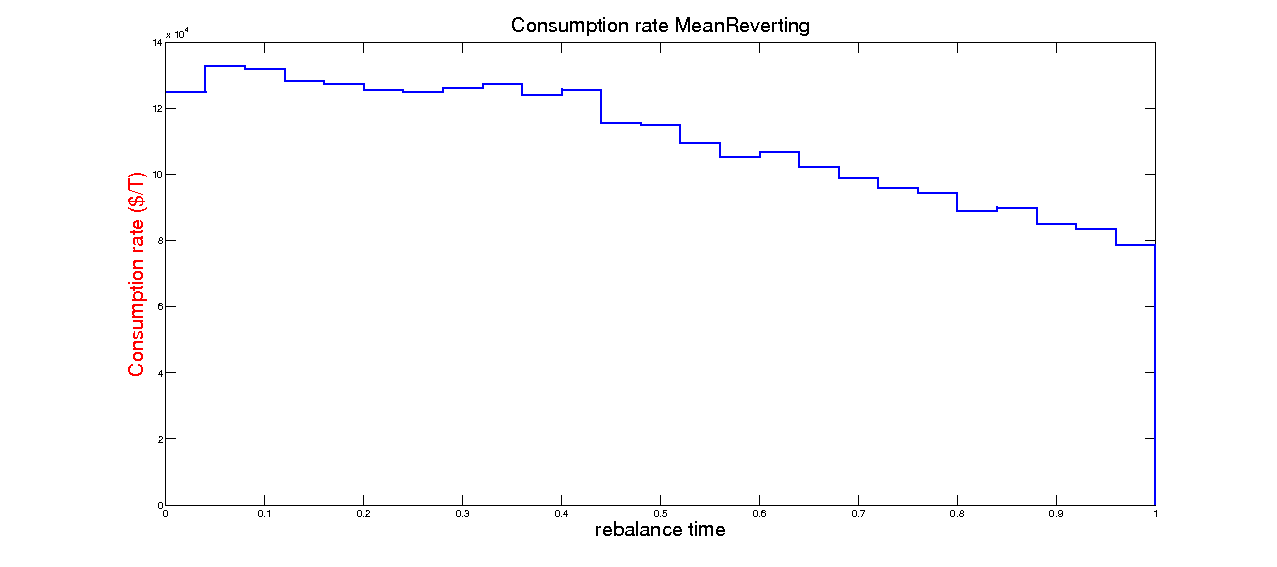 Consumption rate MeanReverting
x 10^4
14
12
10
8
6
4
2
0
Consumption rate ($/T)
0 0.1 0.2 0.3 0.4 0.5 0.6 0.7 0.8 0.9 1
rebalance time